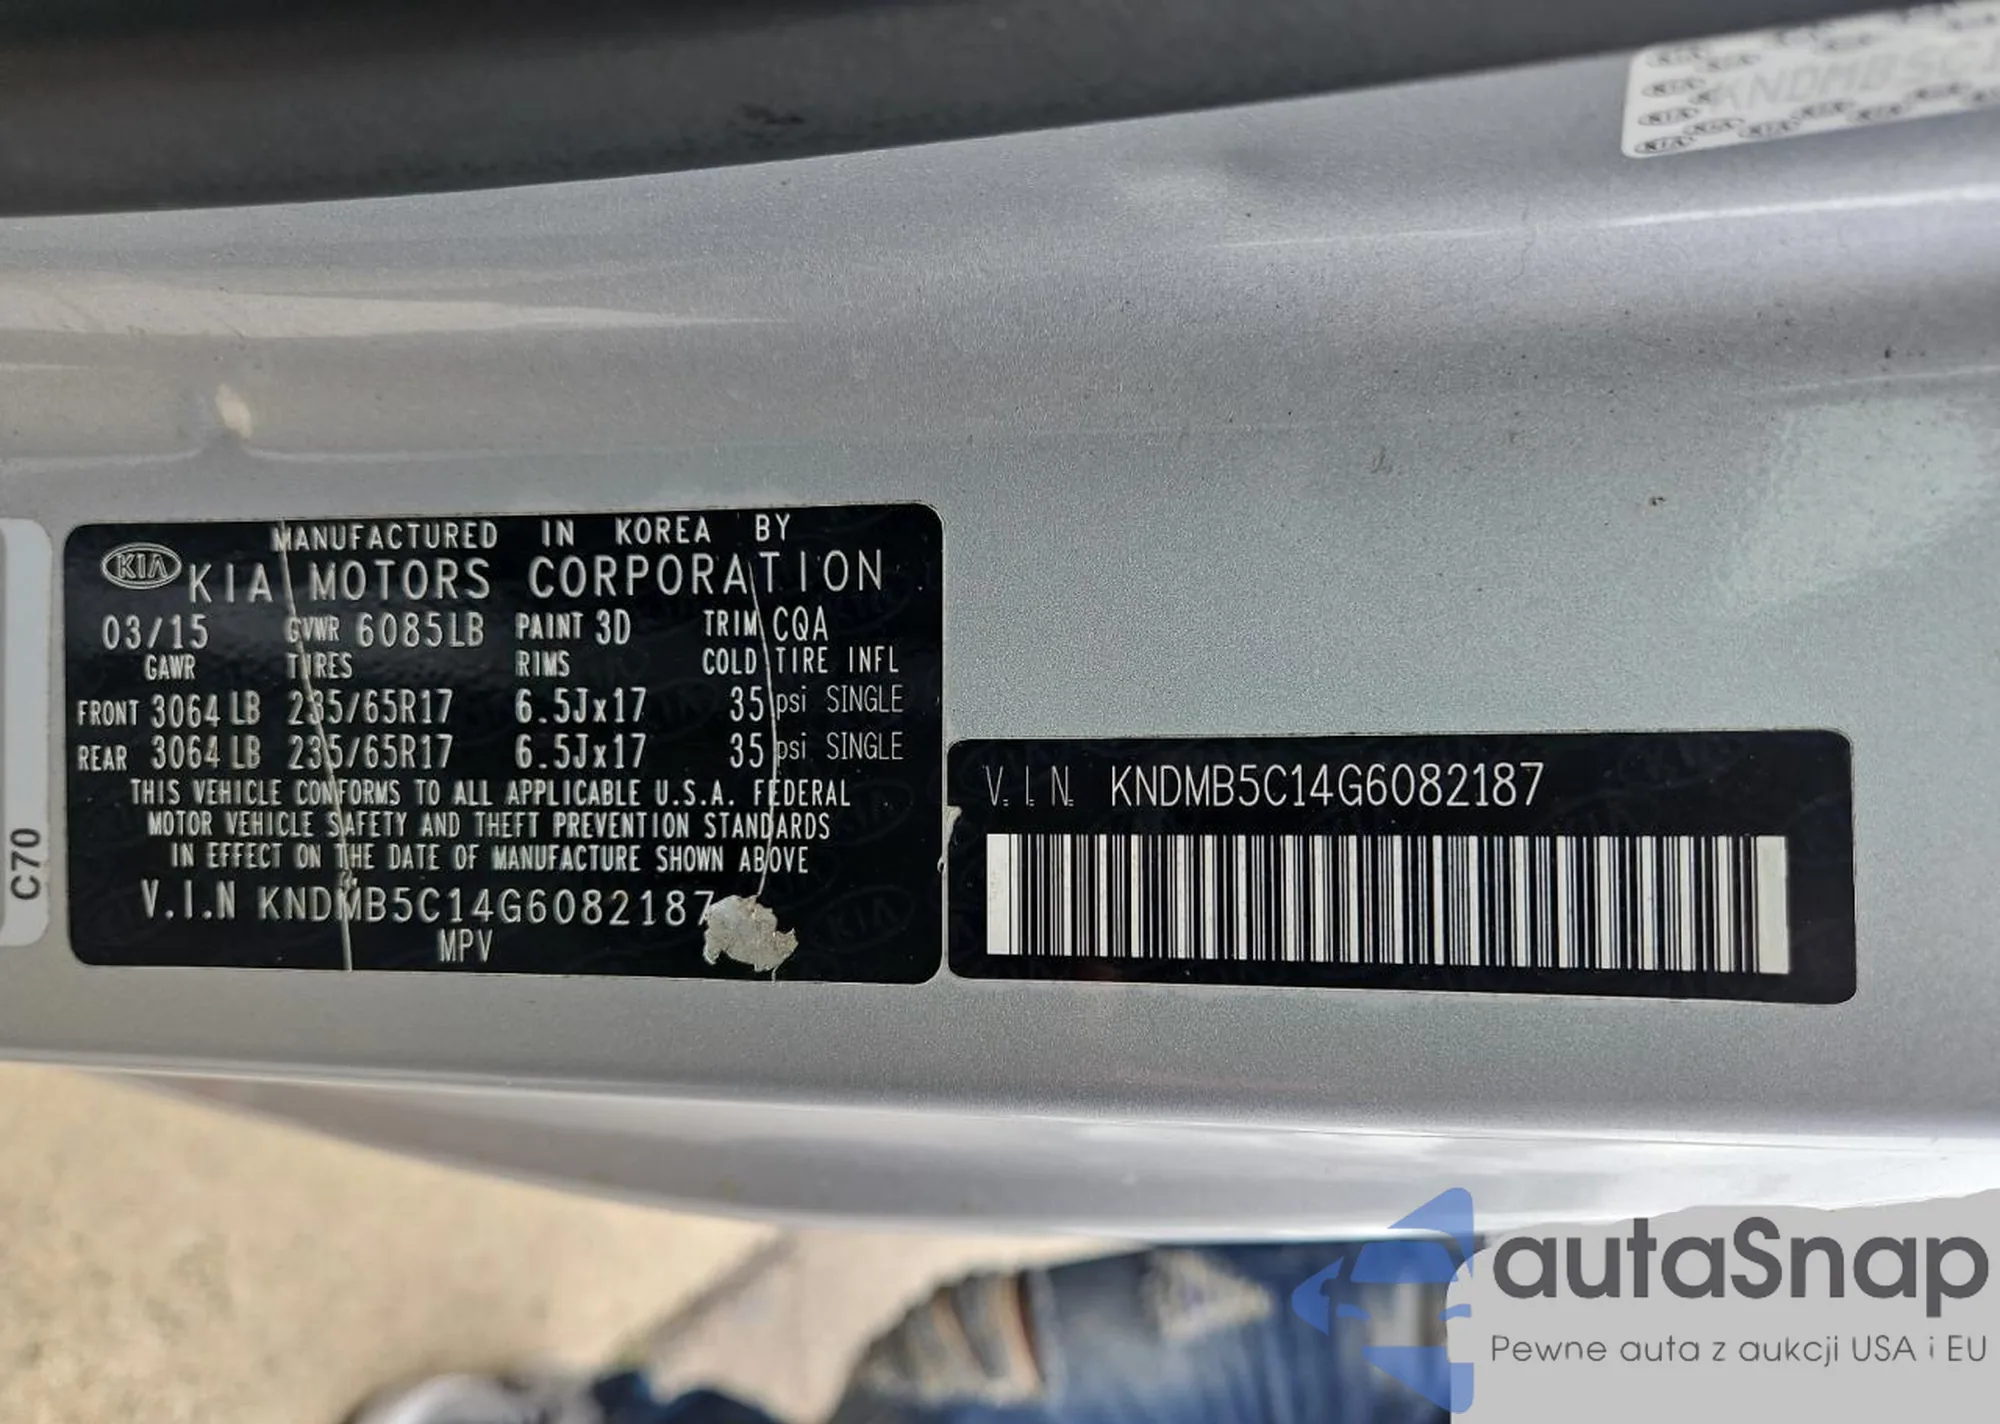 KNDMB5C1
KIA
MANUFACTURED IN KOREA BY
KIA MOTORS CORPORATION
03/15 GVWR 6085LB PAINT 3D TRIM CQA
GAWR TIRES RIMS COLD TIRE INFL
FRONT 3064 LB 235/65R17 6.5Jx17 35 psi SINGLE
REAR 3064 LB 235/65R17 6.5Jx17 35 psi SINGLE
THIS VEHICLE CONFORMS TO ALL APPLICABLE U.S.A. FEDERAL
MOTOR VEHICLE SAFETY AND THEFT PREVENTION STANDARDS
IN EFFECT ON THE DATE OF MANUFACTURE SHOWN ABOVE
V.I.N KNDMB5C14G6082187
MPV
C70
V.I.N. KNDMB5C14G6082187
autoSnap
Pewne auta z aukcji USA i EU